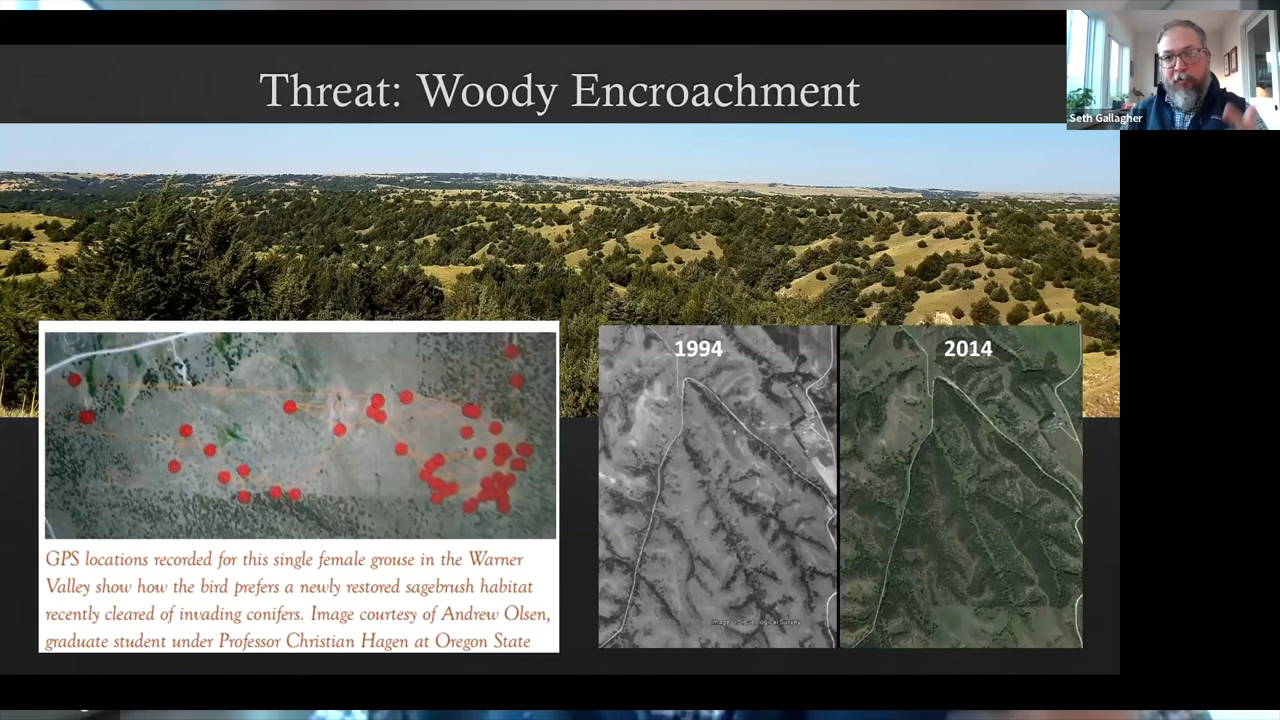 Threat: Woody Encroachment
Seth Gallagher
1994
2014
GPS locations recorded for this single female grouse in the Warner
Valley show how the bird prefers a newly restored sagebrush habitat
recently cleared of invading conifers. Image courtesy of Andrew Olsen,
graduate student under Professor Christian Hagen at Oregon State